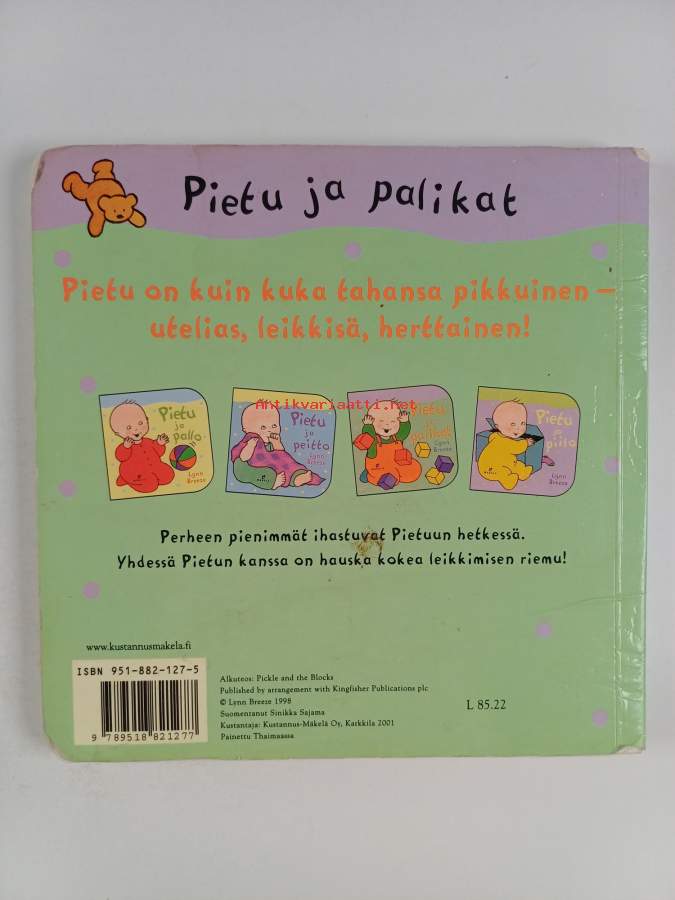 Pietu ja palikat
Pietu on kuin kuka tahansa pikkuinen –
utelias, leikkisä, herttainen!
Antikvariaatti.net
Pietu
ja
pallo
Lynn
Breeze
Pietu
ja
peitto
Lynn
Breeze
Pietu
ja
palikat
Lynn
Breeze
Pietu
ja
piilo
Lynn
Breeze
Perheen pienimmät ihastuvat Pietuun hetkessä.
Yhdessä Pietun kanssa on hauska kokea leikkimisen riemu!
www.kustannusmakela.fi
ISBN 951-882-127-5
9 789518 821277
Alkuteos: Pickle and the Blocks
Published by arrangement with Kingfisher Publications plc
© Lynn Breeze 1998
Suomentanut Sinikka Sajama
Kustantaja: Kustannus-Mäkelä Oy, Karkkila 2001
Painettu Thaimaassa
L 85.22